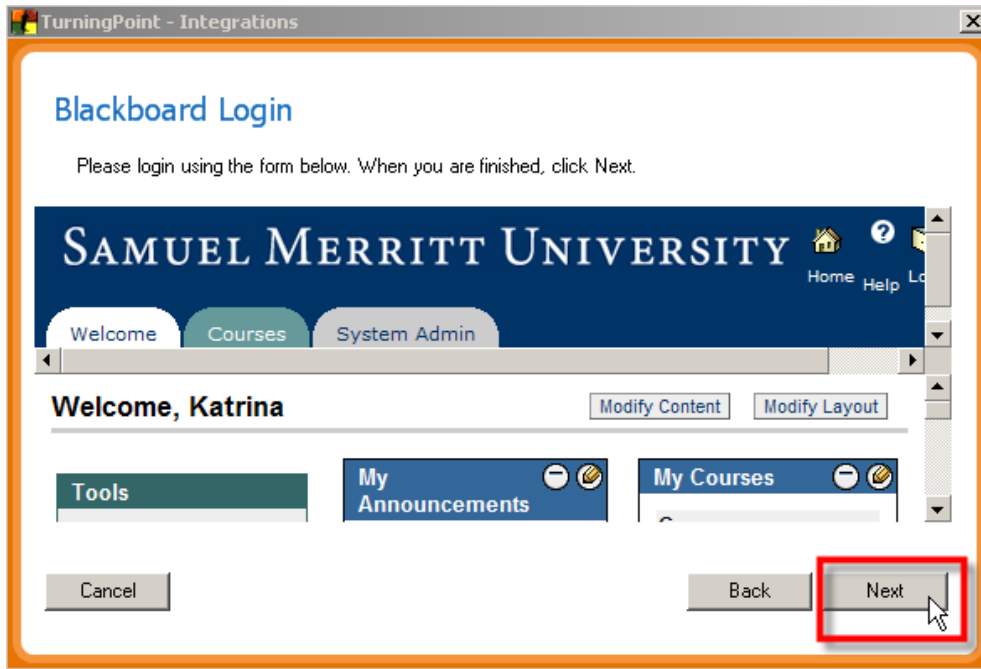 TurningPoint - Integrations
Blackboard Login
Please login using the form below. When you are finished, click Next.
SAMUEL MERRITT UNIVERSITY
Home Help
Welcome Courses System Admin
Welcome, Katrina
Modify Content Modify Layout
Tools
My
Announcements
My Courses
Cancel Back Next